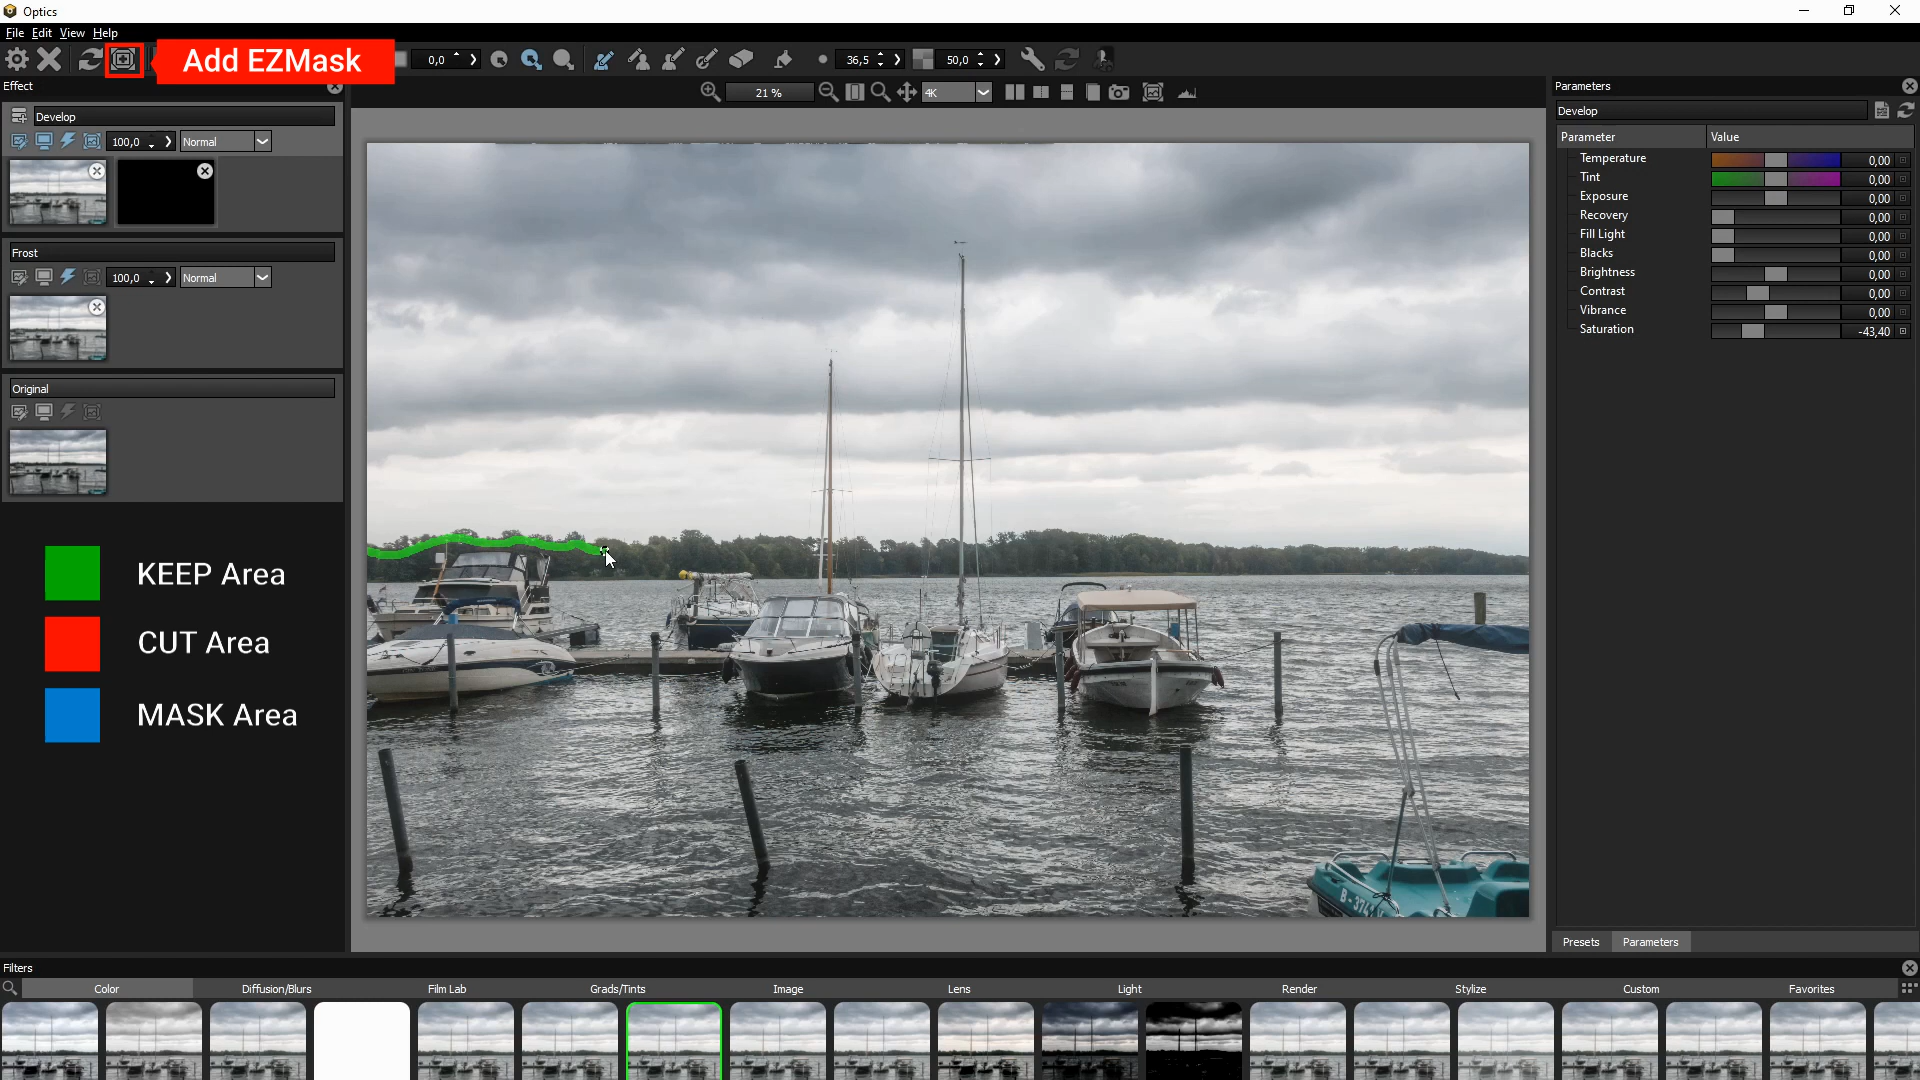 Optics
File Edit View Help
Add EZMask
0,0
36,5
50,0
Effect
21 %
4K
Parameters
Develop
100,0
Normal
Develop
Parameter
Value
Temperature
0,00
Tint
0,00
Exposure
0,00
Recovery
0,00
Fill Light
0,00
Blacks
0,00
Brightness
0,00
Contrast
0,00
Vibrance
0,00
Saturation
-43,40
Frost
100,0
Normal
Original
KEEP Area
CUT Area
MASK Area
Presets
Parameters
Filters
Color
Diffusion/Blurs
Film Lab
Grads/Tints
Image
Lens
Light
Render
Stylize
Custom
Favorites